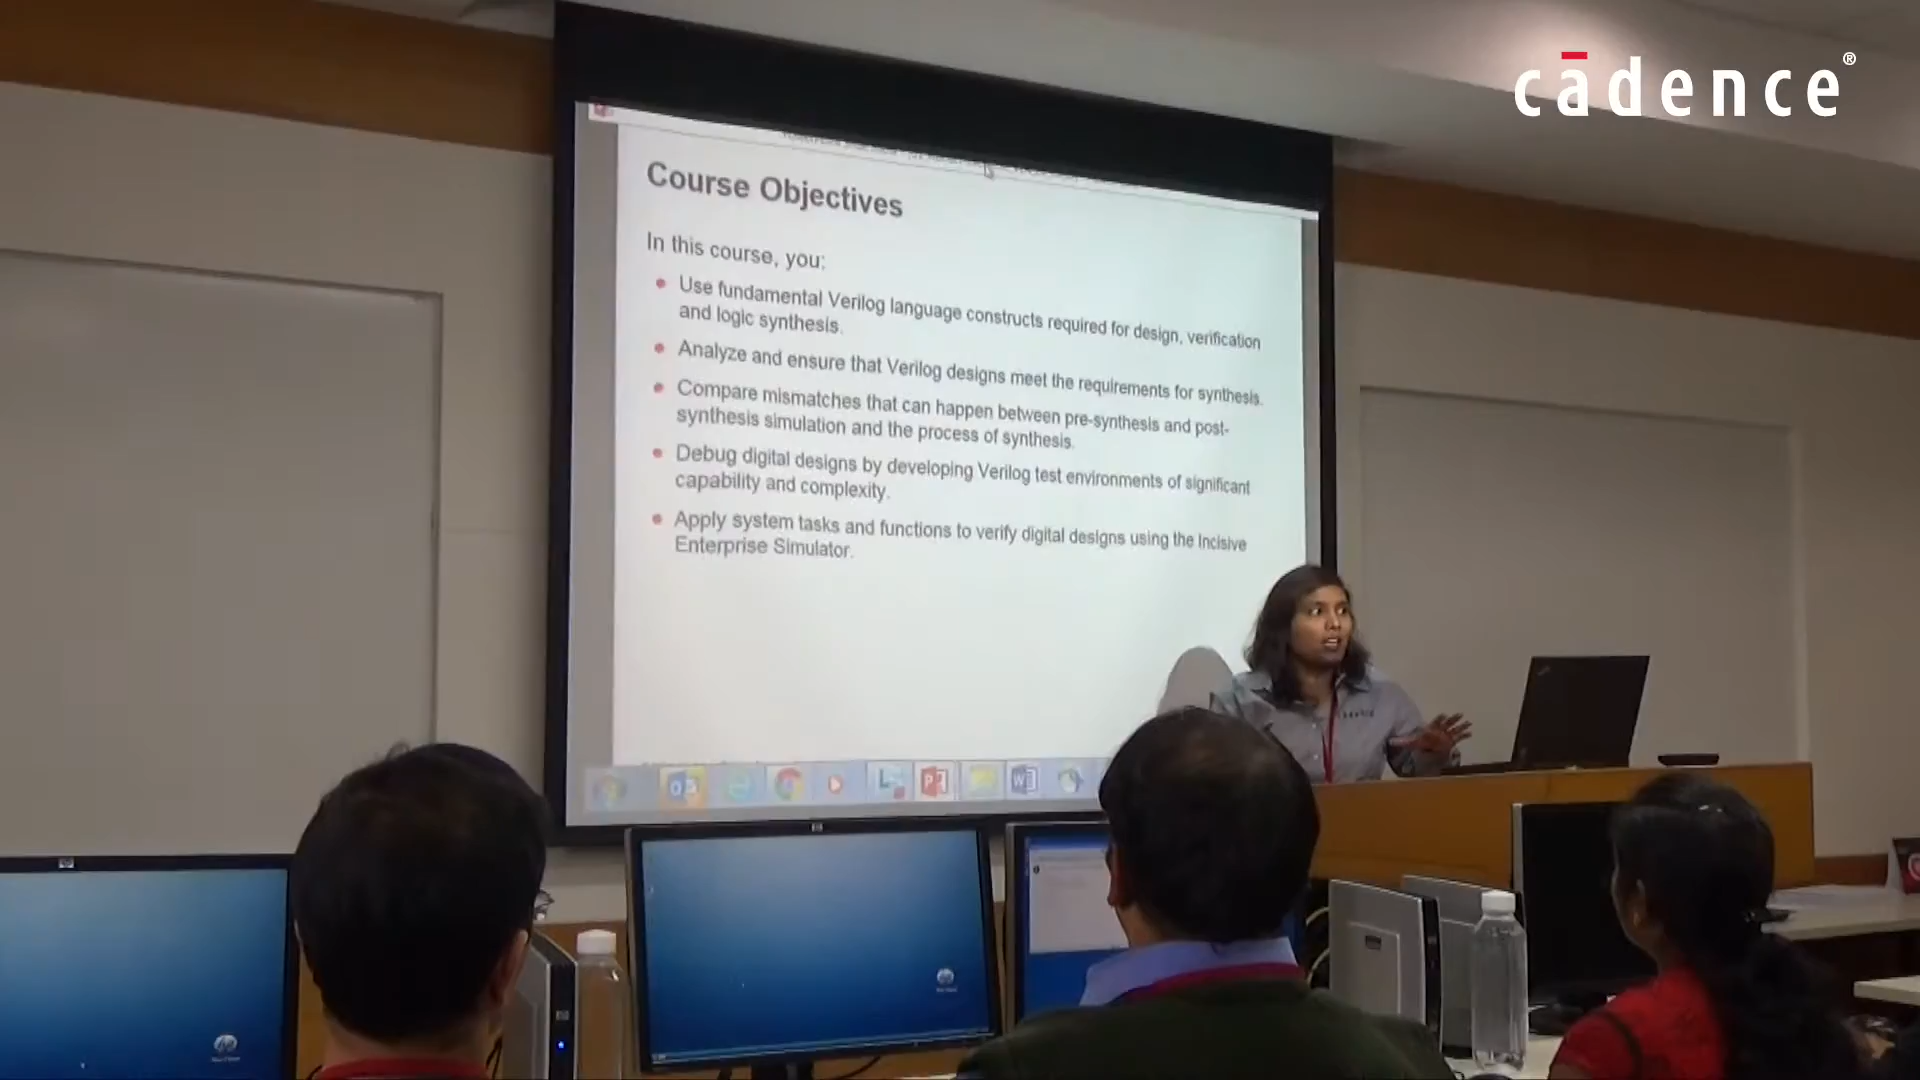 cādence®
Course Objectives
In this course, you:
Use fundamental Verilog language constructs required for design, verification
and logic synthesis.
Analyze and ensure that Verilog designs meet the requirements for synthesis.
Compare mismatches that can happen between pre-synthesis and post-
synthesis simulation and the process of synthesis.
Debug digital designs by developing Verilog test environments of significant
capability and complexity.
Apply system tasks and functions to verify digital designs using the Incisive
Enterprise Simulator.